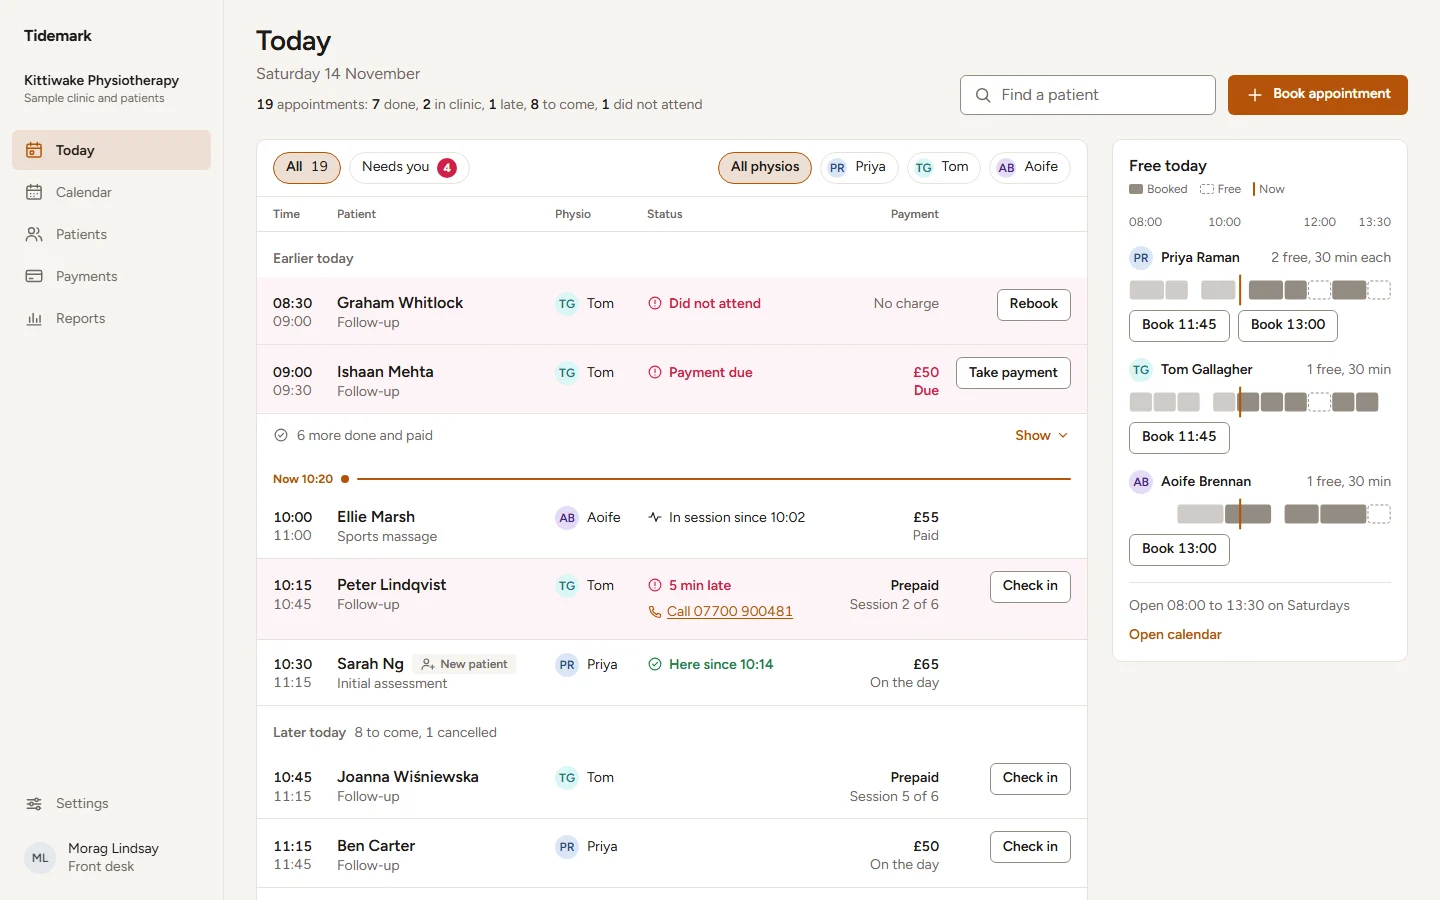 Tidemark
Kittiwake Physiotherapy
Sample clinic and patients
Today
Calendar
Patients
Payments
Reports
Settings
ML
Morag Lindsay
Front desk
Today
Saturday 14 November
19 appointments: 7 done, 2 in clinic, 1 late, 8 to come, 1 did not attend
Find a patient
Book appointment
All 19
Needs you 4
All physios
PR Priya
TG Tom
AB Aoife
Time Patient Physio Status Payment
Earlier today
08:30 Graham Whitlock TG Tom Did not attend No charge Rebook
09:00 Follow-up
09:00 Ishaan Mehta TG Tom Payment due £50 Take payment
09:30 Follow-up Due
6 more done and paid Show
Now 10:20
10:00 Ellie Marsh AB Aoife In session since 10:02 £55
11:00 Sports massage Paid
10:15 Peter Lindqvist TG Tom 5 min late Prepaid Check in
10:45 Follow-up Call 07700 900481 Session 2 of 6
10:30 Sarah Ng New patient PR Priya Here since 10:14 £65
11:15 Initial assessment On the day
Later today 8 to come, 1 cancelled
10:45 Joanna Wiśniewska TG Tom Prepaid Check in
11:15 Follow-up Session 5 of 6
11:15 Ben Carter PR Priya £50 Check in
11:45 Follow-up On the day
Free today
Booked Free Now
08:00 10:00 12:00 13:30
PR Priya Raman 2 free, 30 min each
Book 11:45 Book 13:00
TG Tom Gallagher 1 free, 30 min
Book 11:45
AB Aoife Brennan 1 free, 30 min
Book 13:00
Open 08:00 to 13:30 on Saturdays
Open calendar